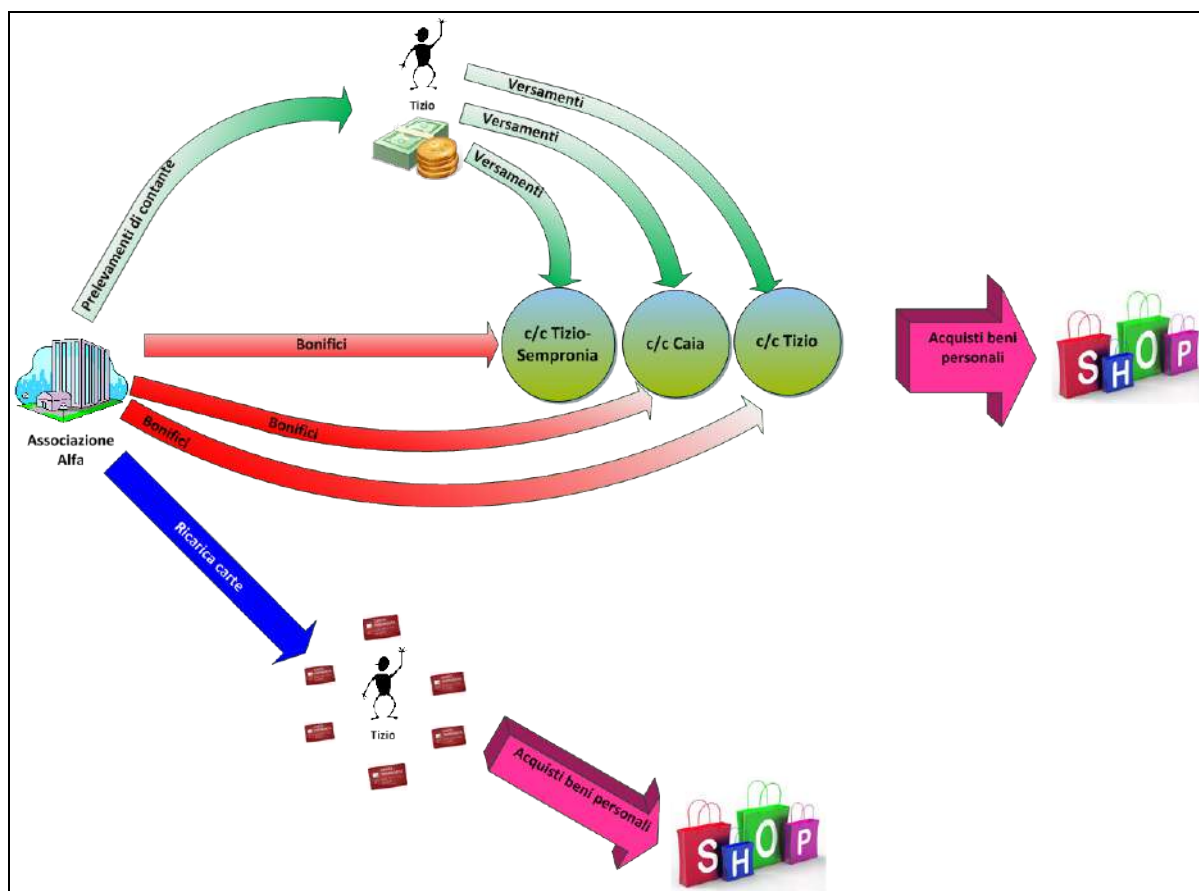 Tizio
Versamenti
Versamenti
Versamenti
Prelevamenti di contante
c/c Tizio-
Sempronia
c/c Caia
c/c Tizio
Bonifici
Acquisti beni
personali
SHOP
Associazione
Alfa
Bonifici
Bonifici
Ricarica carte
Tizio
Acquisti beni personali
SHOP